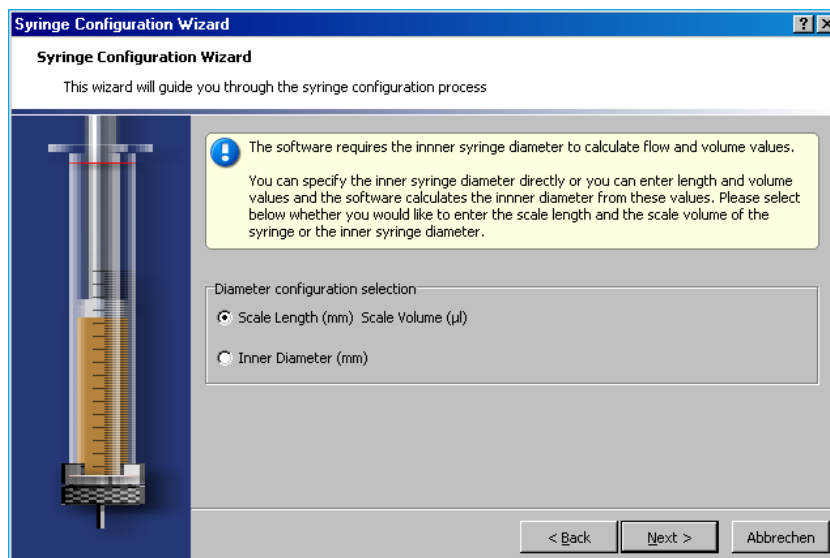 Syringe Configuration Wizard
Syringe Configuration Wizard
This wizard will guide you through the syringe configuration process
The software requires the innner syringe diameter to calculate flow and volume values.
You can specify the inner syringe diameter directly or you can enter length and volume
values and the software calculates the innner diameter from these values. Please select
below whether you would like to enter the scale length and the scale volume of the
syringe or the inner syringe diameter.
Diameter configuration selection
Scale Length (mm)  Scale Volume (µl)
Inner Diameter (mm)
< Back Next > Abbrechen